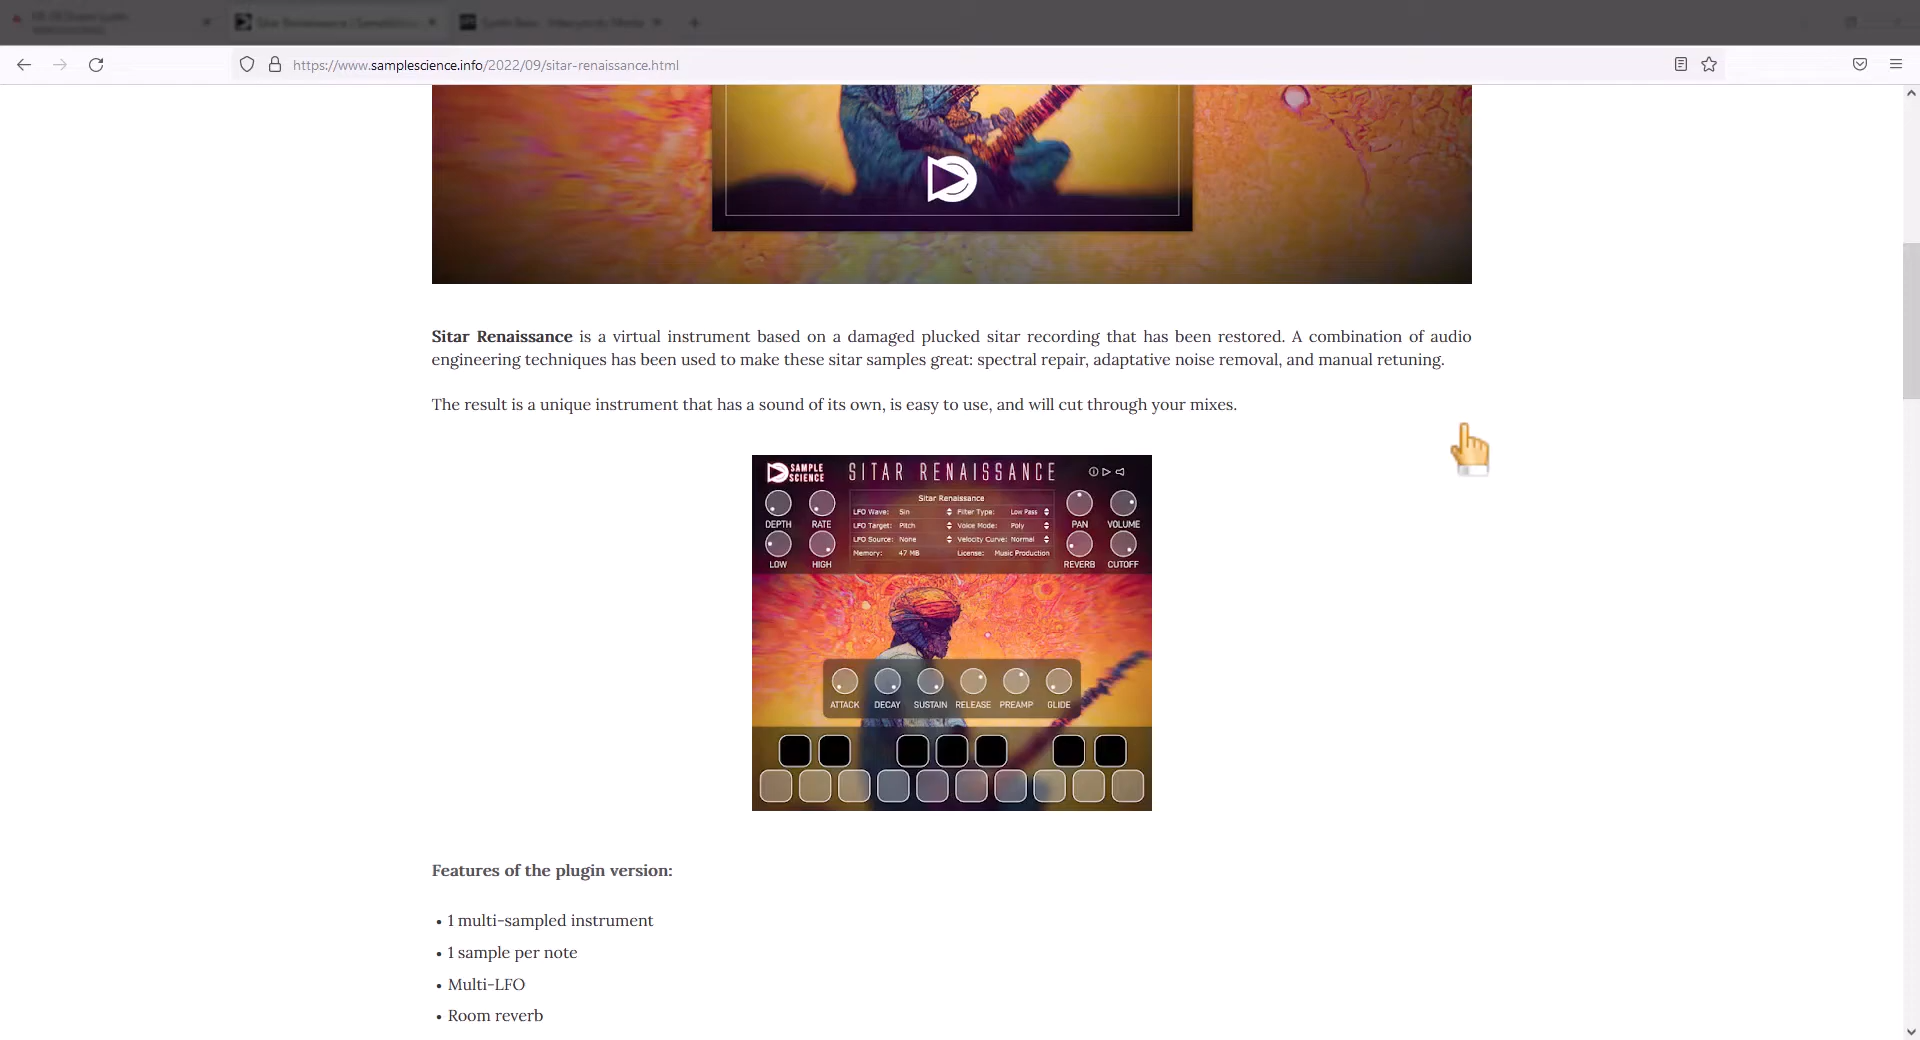 https://www.samplescience.info/2022/09/sitar-renaissance.html
Sitar Renaissance is a virtual instrument based on a damaged plucked sitar recording that has been restored. A combination of audio
engineering techniques has been used to make these sitar samples great: spectral repair, adaptative noise removal, and manual retuning.
The result is a unique instrument that has a sound of its own, is easy to use, and will cut through your mixes.
SAMPLE SCIENCE
SITAR RENAISSANCE
Sitar Renaissance
LFO Wave: Sin Filter Type: Low Pass
LFO Target: Pitch Voice Mode: Poly
LFO Source: None Velocity Curve: Normal
Memory: 47 MB License: Music Production
DEPTH RATE PAN VOLUME
LOW HIGH REVERB CUTOFF
ATTACK DECAY SUSTAIN RELEASE PREAMP GLIDE
Features of the plugin version:
• 1 multi-sampled instrument
• 1 sample per note
• Multi-LFO
• Room reverb